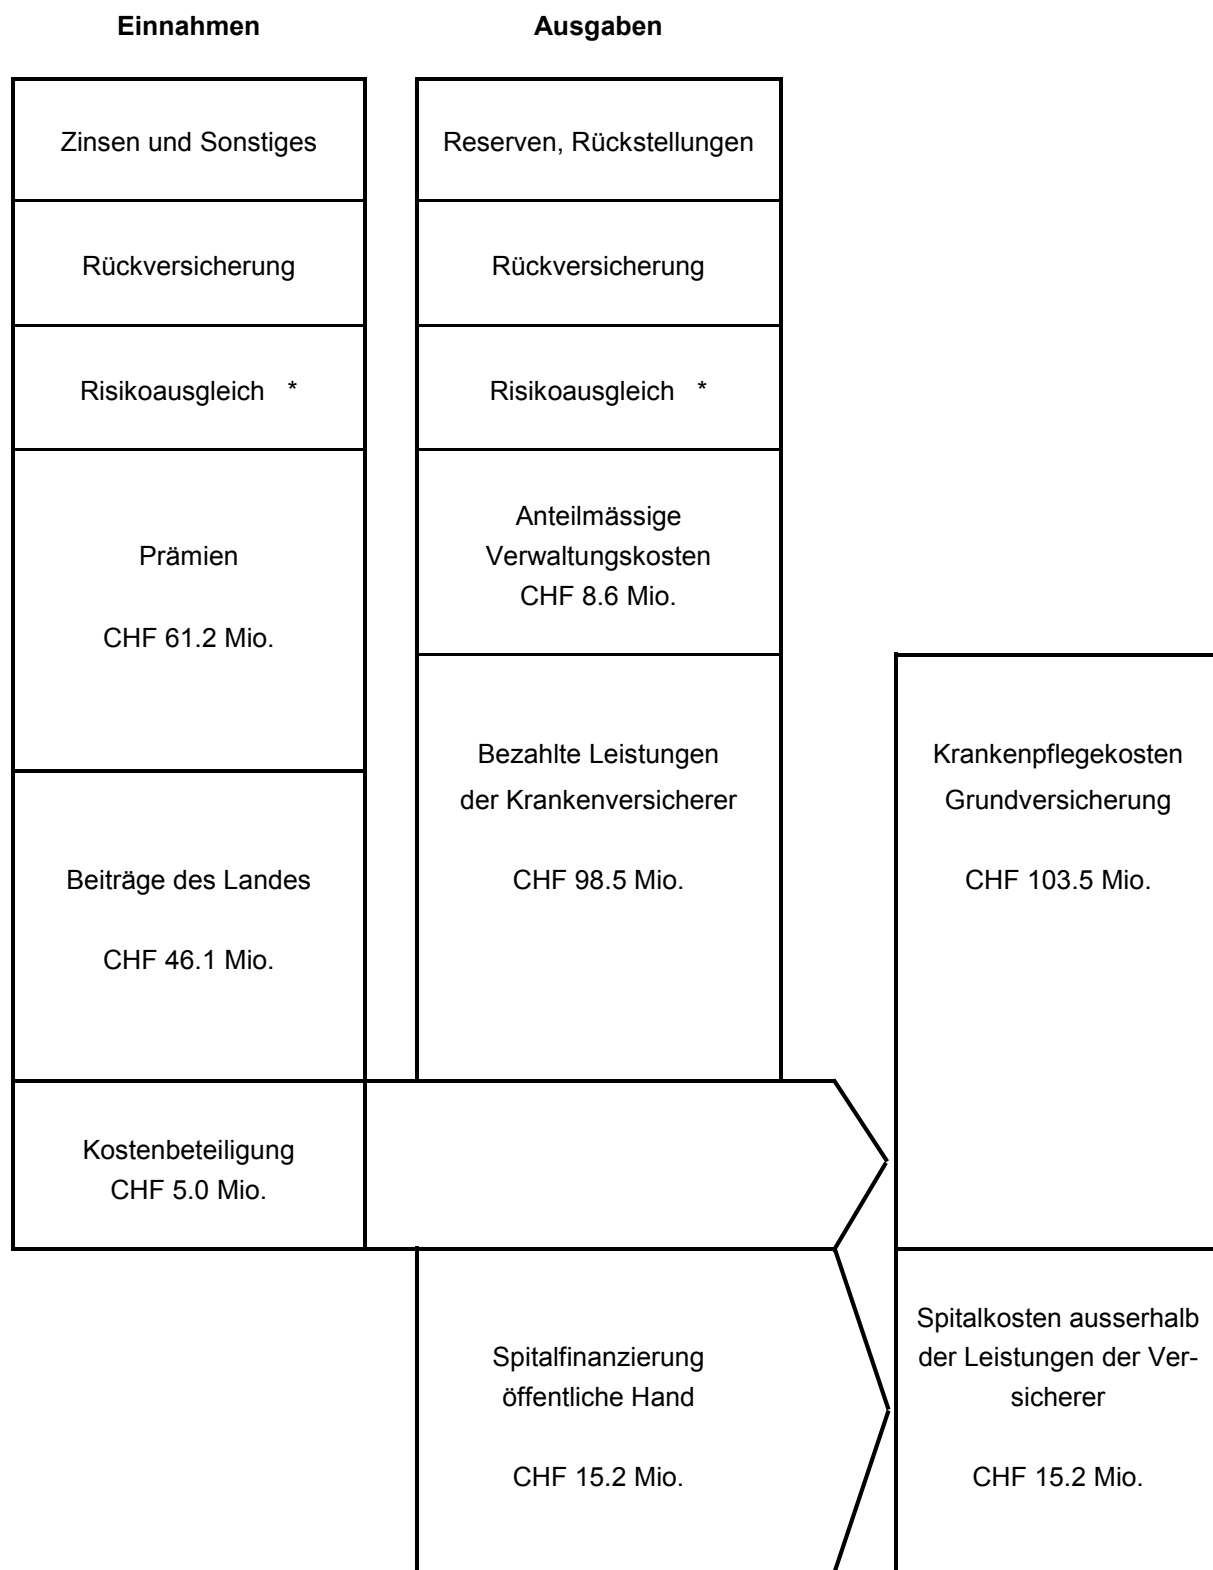 Einnahmen
Ausgaben
Zinsen und Sonstiges
Reserven, Rückstellungen
Rückversicherung
Rückversicherung
Risikoausgleich *
Risikoausgleich *
Prämien
CHF 61.2 Mio.
Anteilmässige
Verwaltungskosten
CHF 8.6 Mio.
Beiträge des Landes
CHF 46.1 Mio.
Bezahlte Leistungen
der Krankenversicherer
CHF 98.5 Mio.
Krankenpflegekosten
Grundversicherung
CHF 103.5 Mio.
Kostenbeteiligung
CHF 5.0 Mio.
Spitalfinanzierung
öffentliche Hand
CHF 15.2 Mio.
Spitalkosten ausserhalb
der Leistungen der Ver-
sicherer
CHF 15.2 Mio.